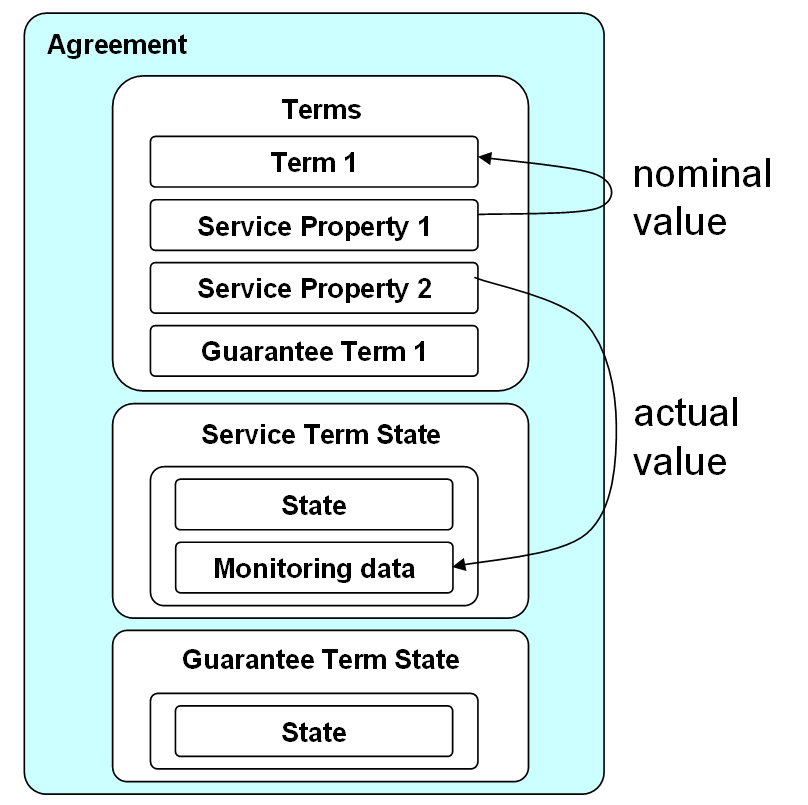 Agreement
Terms
Term 1
Service Property 1
Service Property 2
Guarantee Term 1
nominal
value
Service Term State
State
Monitoring data
actual
value
Guarantee Term State
State